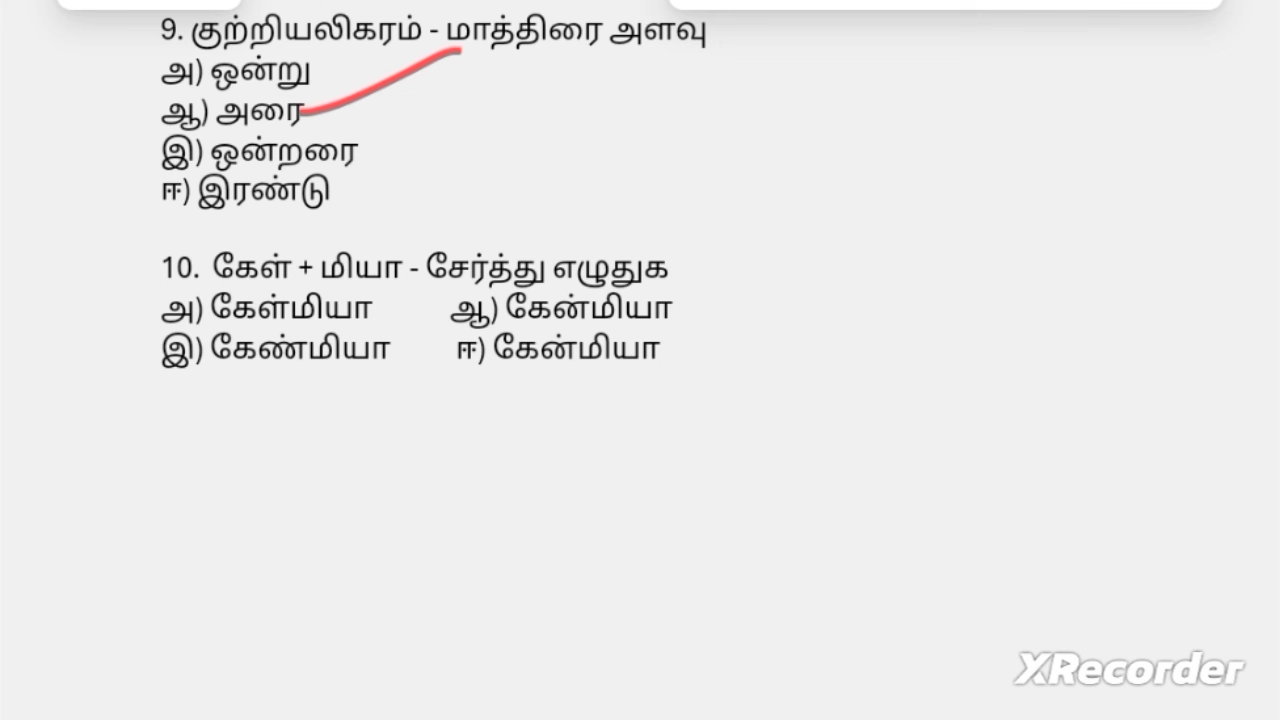 9. குற்றியலிகரம் - மாத்திரை அளவு
அ) ஒன்று
ஆ) அரை
இ) ஒன்றரை
ஈ) இரண்டு
10. கேள் + மியா - சேர்த்து எழுதுக
அ) கேள்மியா ஆ) கேன்மியா
இ) கேண்மியா ஈ) கேன்மியா
XRecorder